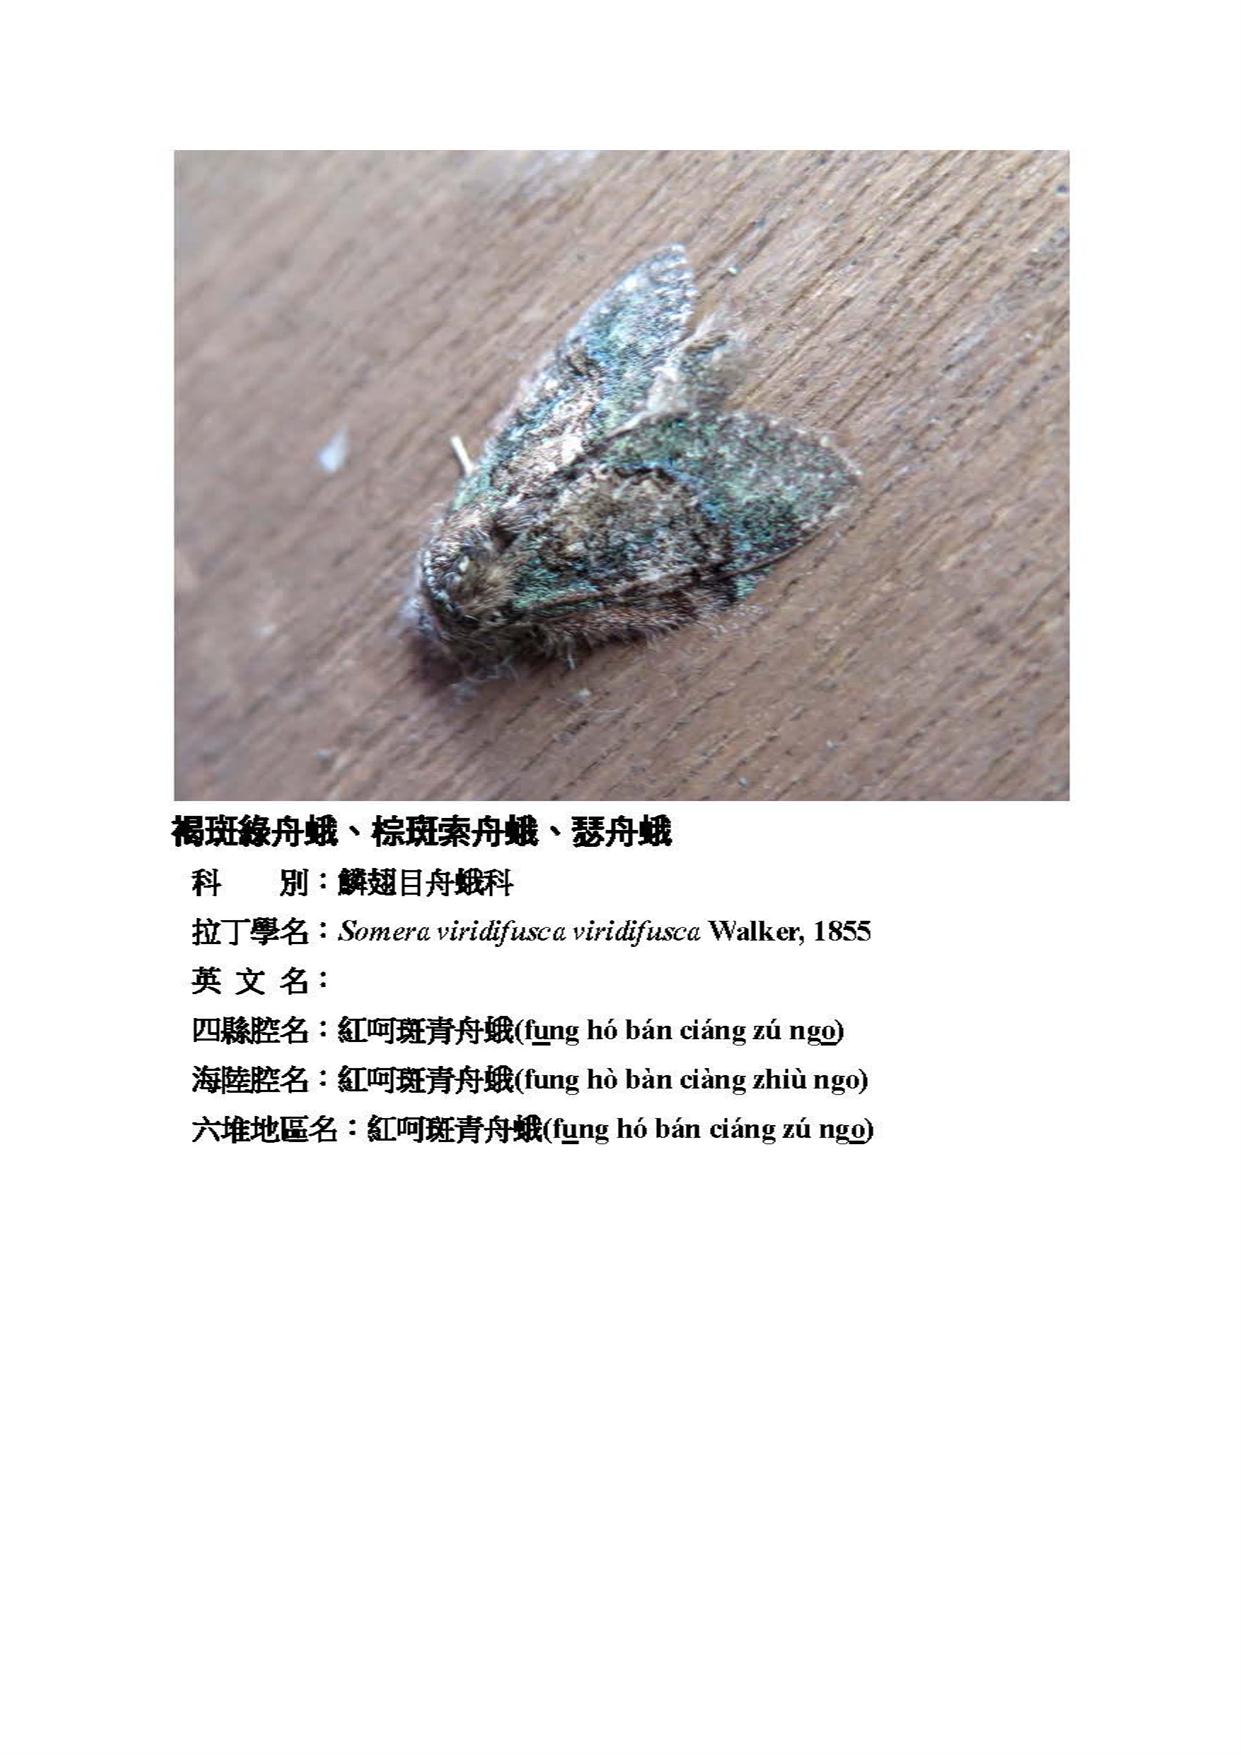 褐斑綠舟蛾、棕斑索舟蛾、瑟舟蛾
科　　別：鱗翅目舟蛾科
拉丁學名：Somera viridifusca viridifusca Walker, 1855
英 文 名：
四縣腔名：紅呵斑青舟蛾(fung hó bán ciáng zú ngo)
海陸腔名：紅呵斑青舟蛾(fung hò bàn ciàng zhiù ngo)
六堆地區名：紅呵斑青舟蛾(fung hó bán ciáng zú ngo)